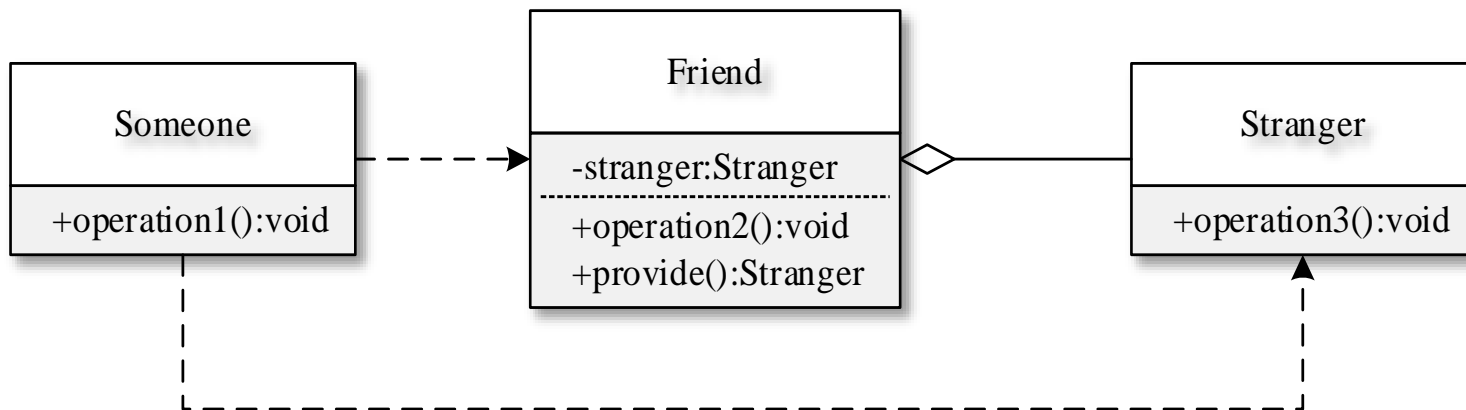 Someone
+operation1():void
Friend
-stranger:Stranger
+operation2():void
+provide():Stranger
Stranger
+operation3():void